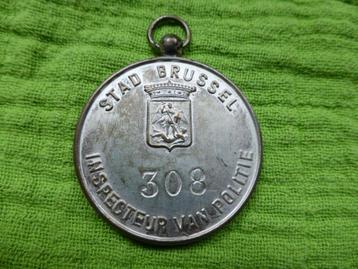 STAD BRUSSEL
308
INSPECTEUR VAN POLITIE